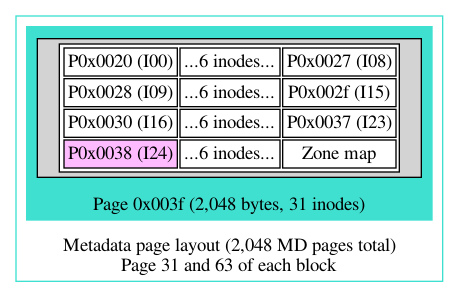 P0x0020 (I00) ...6 inodes... P0x0027 (I08)
P0x0028 (I09) ...6 inodes... P0x002f (I15)
P0x0030 (I16) ...6 inodes... P0x0037 (I23)
P0x0038 (I24) ...6 inodes... Zone map
Page 0x003f (2,048 bytes, 31 inodes)
Metadata page layout (2,048 MD pages total)
Page 31 and 63 of each block